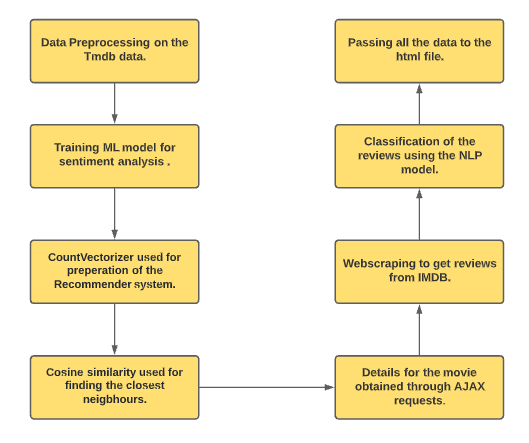 Data Preprocessing on the
Tmdb data.
Training ML model for
sentiment analysis .
CountVectorizer used for
preperation of the
Recommender system.
Cosine similarity used for
finding the closest
neigbhours.
Details for the movie
obtained through AJAX
requests.
Webscraping to get reviews
from IMDB.
Classification of the
reviews using the NLP
model.
Passing all the data to the
html file.